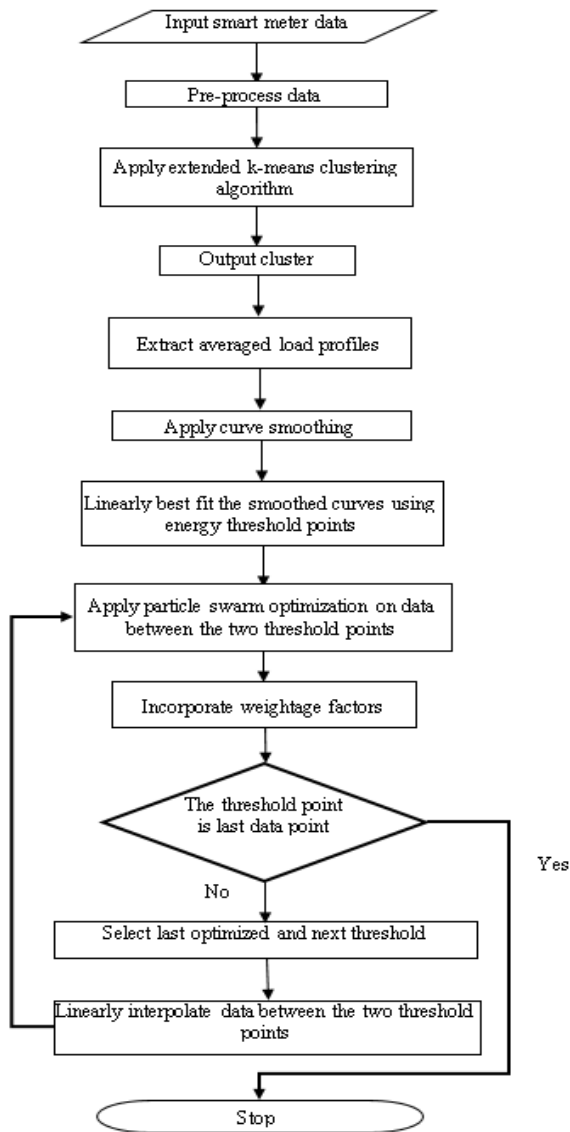 Input smart meter data
Pre-process data
Apply extended k-means clustering
algorithm
Output cluster
Extract averaged load profiles
Apply curve smoothing
Linearly best fit the smoothed curves using
energy threshold points
Apply particle swarm optimization on data
between the two threshold points
Incorporate weightage factors
The threshold point
is last data point
Yes
No
Select last optimized and next threshold
Linearly interpolate data between the two threshold
points
Stop